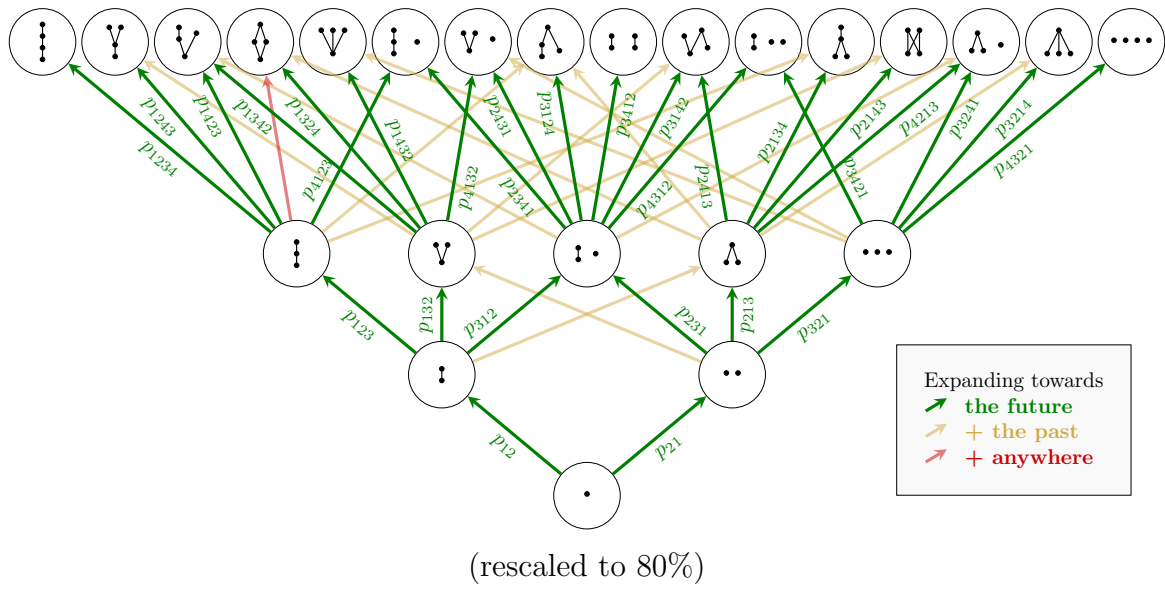 p1243
p1423
p1342
p1324
p1432
p2431
p3124
p3412
p3142
p2134
p2143
p4213
p3241
p3214
p1234
p4123
p4132
p2341
p4312
p2413
p3421
p4321
p123
p132
p312
p231
p213
p321
p12
p21
Expanding towards
the future
+ the past
+ anywhere
(rescaled to 80%)